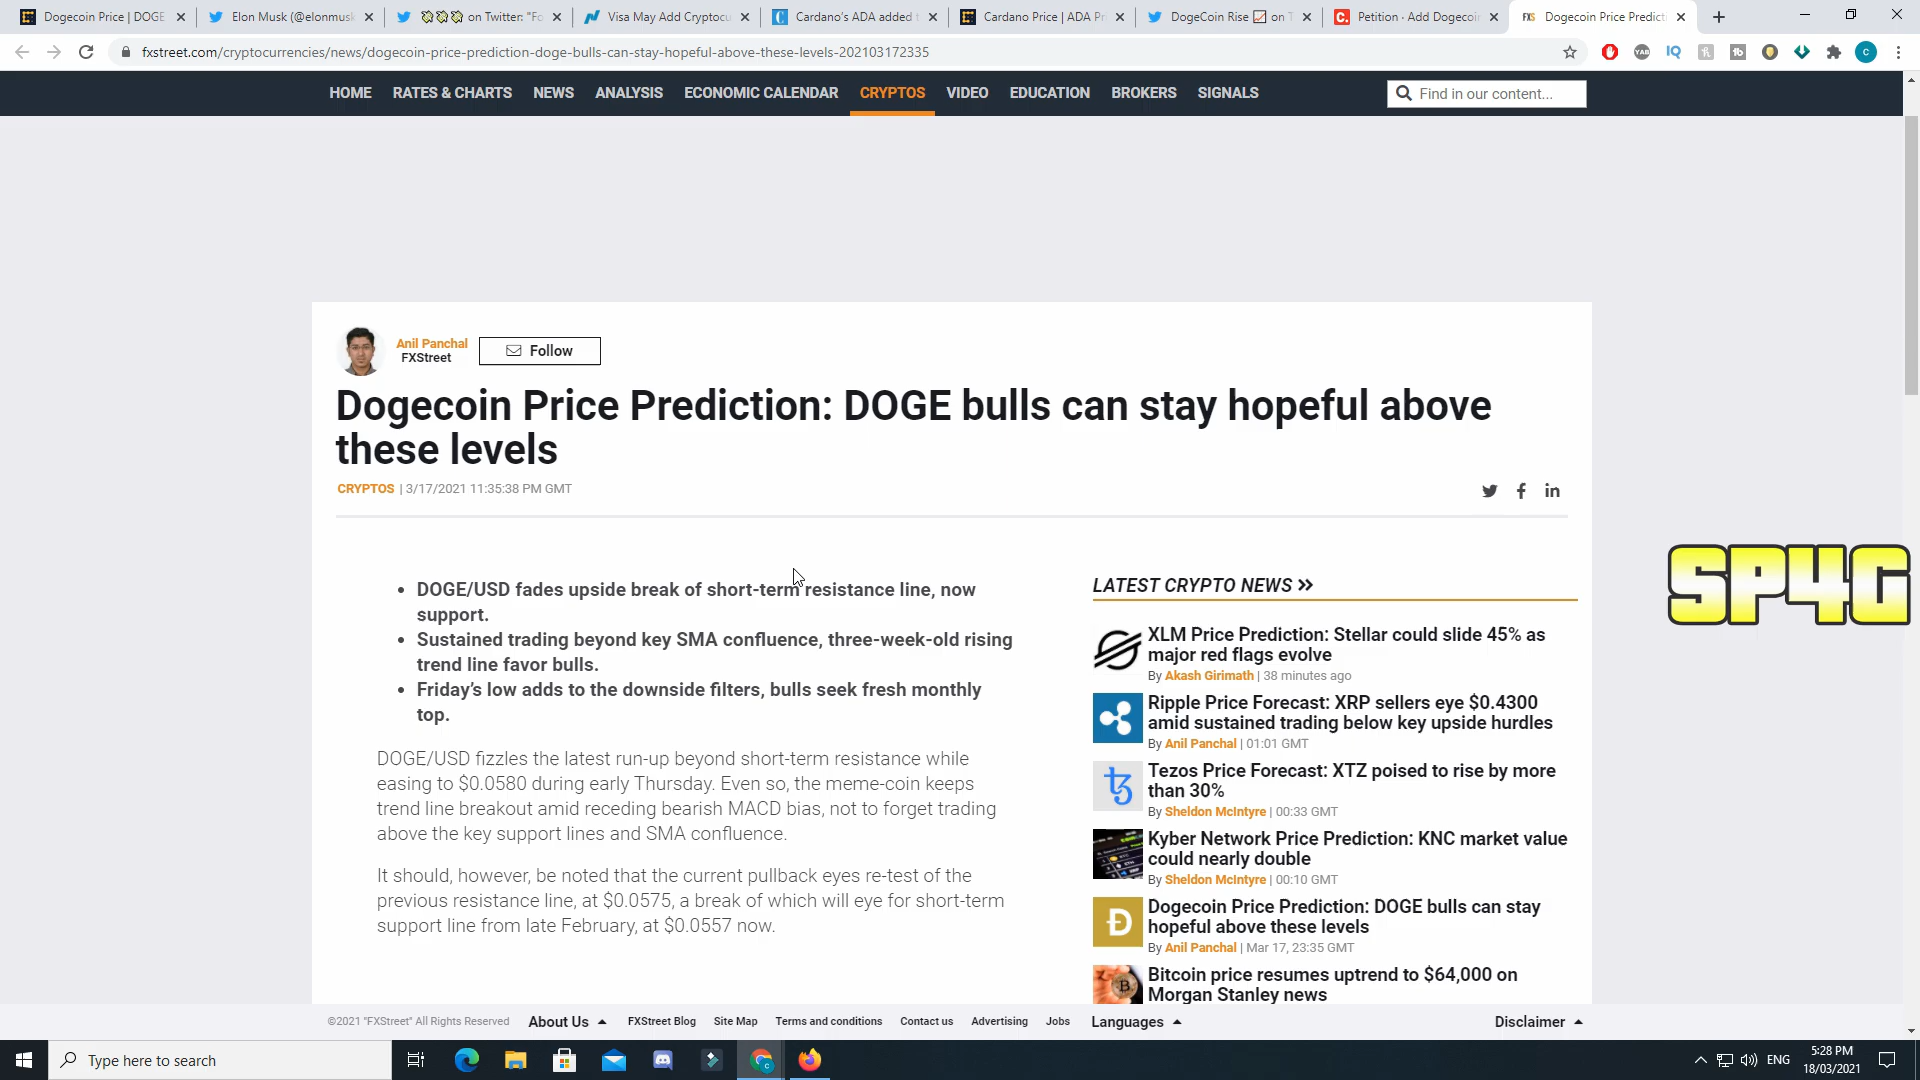 Dogecoin Price | DOGE
Elon Musk (@elonmusk
on Twitter: "Fo
Visa May Add Cryptocu
Cardano's ADA added t
Cardano Price | ADA Pr
DogeCoin Rise 📈 on T
Petition · Add Dogecoin
Dogecoin Price Predicti
fxstreet.com/cryptocurrencies/news/dogecoin-price-prediction-doge-bulls-can-stay-hopeful-above-these-levels-202103172335
HOME RATES & CHARTS NEWS ANALYSIS ECONOMIC CALENDAR CRYPTOS VIDEO EDUCATION BROKERS SIGNALS
Find in our content...
Anil Panchal
FXStreet
Follow
Dogecoin Price Prediction: DOGE bulls can stay hopeful above
these levels
CRYPTOS | 3/17/2021 11:35:38 PM GMT
• DOGE/USD fades upside break of short-term resistance line, now
support.
• Sustained trading beyond key SMA confluence, three-week-old rising
trend line favor bulls.
• Friday's low adds to the downside filters, bulls seek fresh monthly
top.
DOGE/USD fizzles the latest run-up beyond short-term resistance while
easing to $0.0580 during early Thursday. Even so, the meme-coin keeps
trend line breakout amid receding bearish MACD bias, not to forget trading
above the key support lines and SMA confluence.
It should, however, be noted that the current pullback eyes re-test of the
previous resistance line, at $0.0575, a break of which will eye for short-term
support line from late February, at $0.0557 now.
LATEST CRYPTO NEWS >>
XLM Price Prediction: Stellar could slide 45% as
major red flags evolve
By Akash Girimath | 38 minutes ago
Ripple Price Forecast: XRP sellers eye $0.4300
amid sustained trading below key upside hurdles
By Anil Panchal | 01:01 GMT
Tezos Price Forecast: XTZ poised to rise by more
than 30%
By Sheldon McIntyre | 00:33 GMT
Kyber Network Price Prediction: KNC market value
could nearly double
By Sheldon McIntyre | 00:10 GMT
Dogecoin Price Prediction: DOGE bulls can stay
hopeful above these levels
By Anil Panchal | Mar 17, 23:35 GMT
Bitcoin price resumes uptrend to $64,000 on
Morgan Stanley news
SP4G
©2021 "FXStreet" All Rights Reserved About Us FXStreet Blog Site Map Terms and conditions Contact us Advertising Jobs Languages Disclaimer
Type here to search
ENG
5:28 PM
18/03/2021